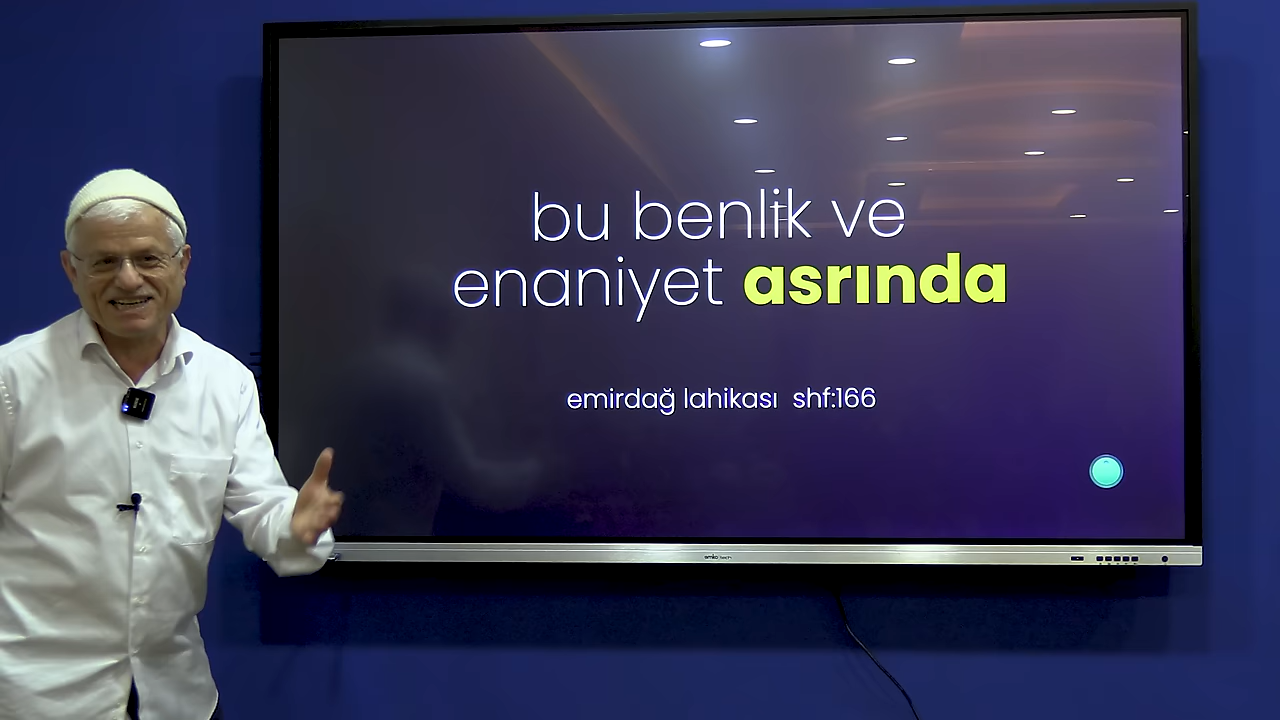 bu benlik ve
enaniyet asrında
emirdağ lahikası shf:166